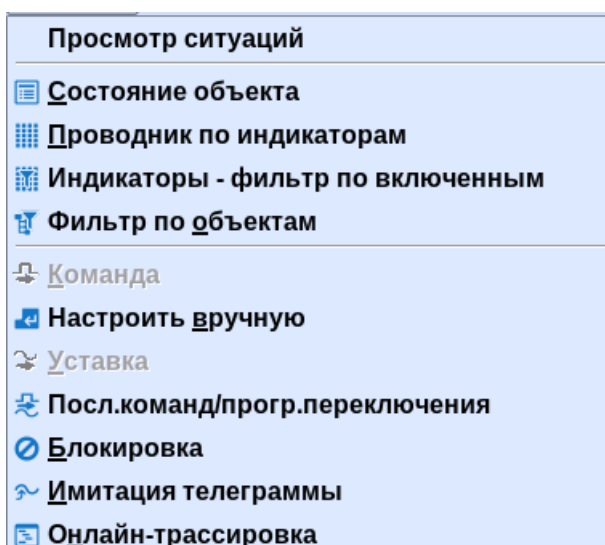 Просмотр ситуаций
Состояние объекта
Проводник по индикаторам
Индикаторы - фильтр по включенным
Фильтр по объектам
Команда
Настроить вручную
Уставка
Посл.команд/прогр.переключения
Блокировка
Имитация телеграммы
Онлайн-трассировка